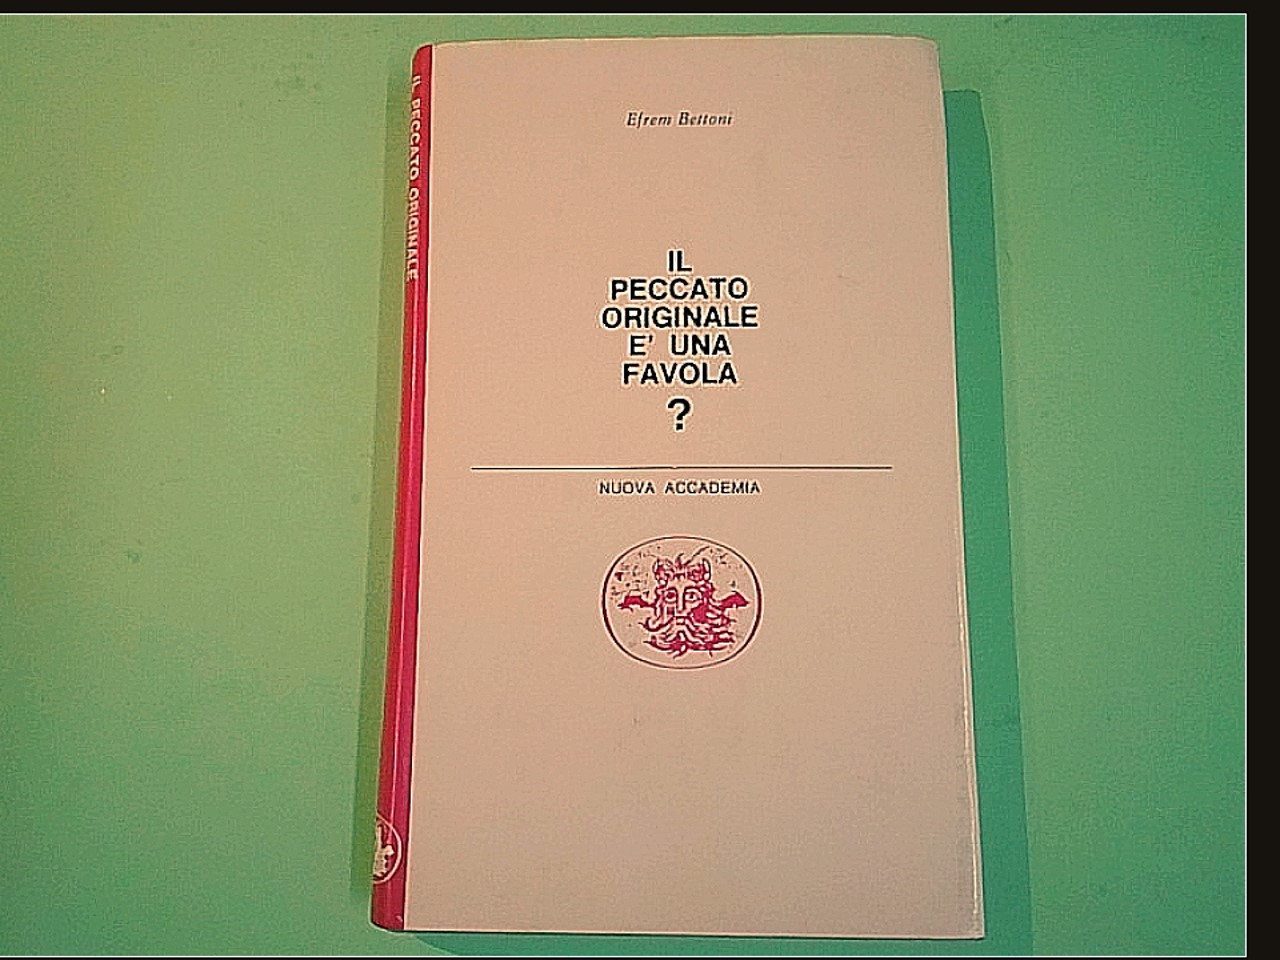 Efrem Bettoni
IL
PECCATO
ORIGINALE
E' UNA
FAVOLA
?
NUOVA ACCADEMIA
IL PECCATO ORIGINALE